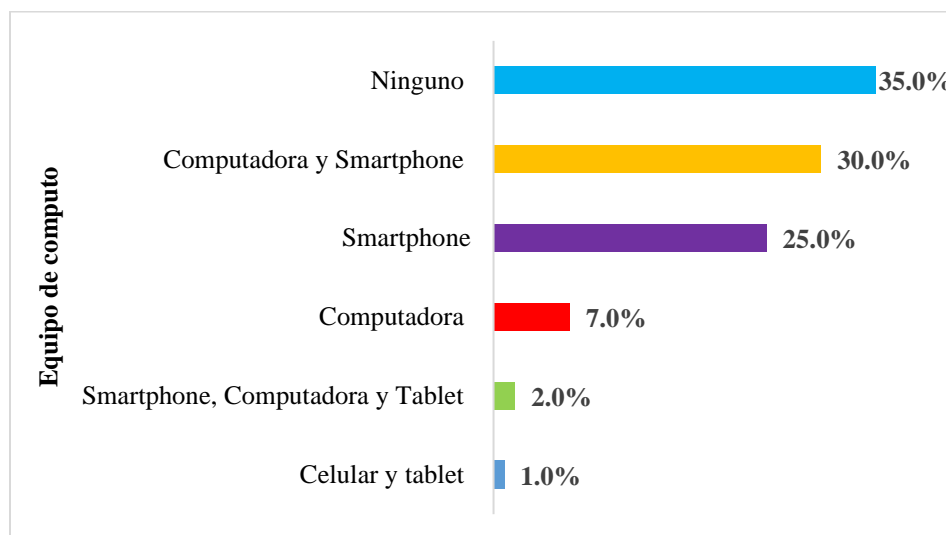 Equipo de computo
Ninguno 35.0%
Computadora y Smartphone 30.0%
Smartphone 25.0%
Computadora 7.0%
Smartphone, Computadora y Tablet 2.0%
Celular y tablet 1.0%